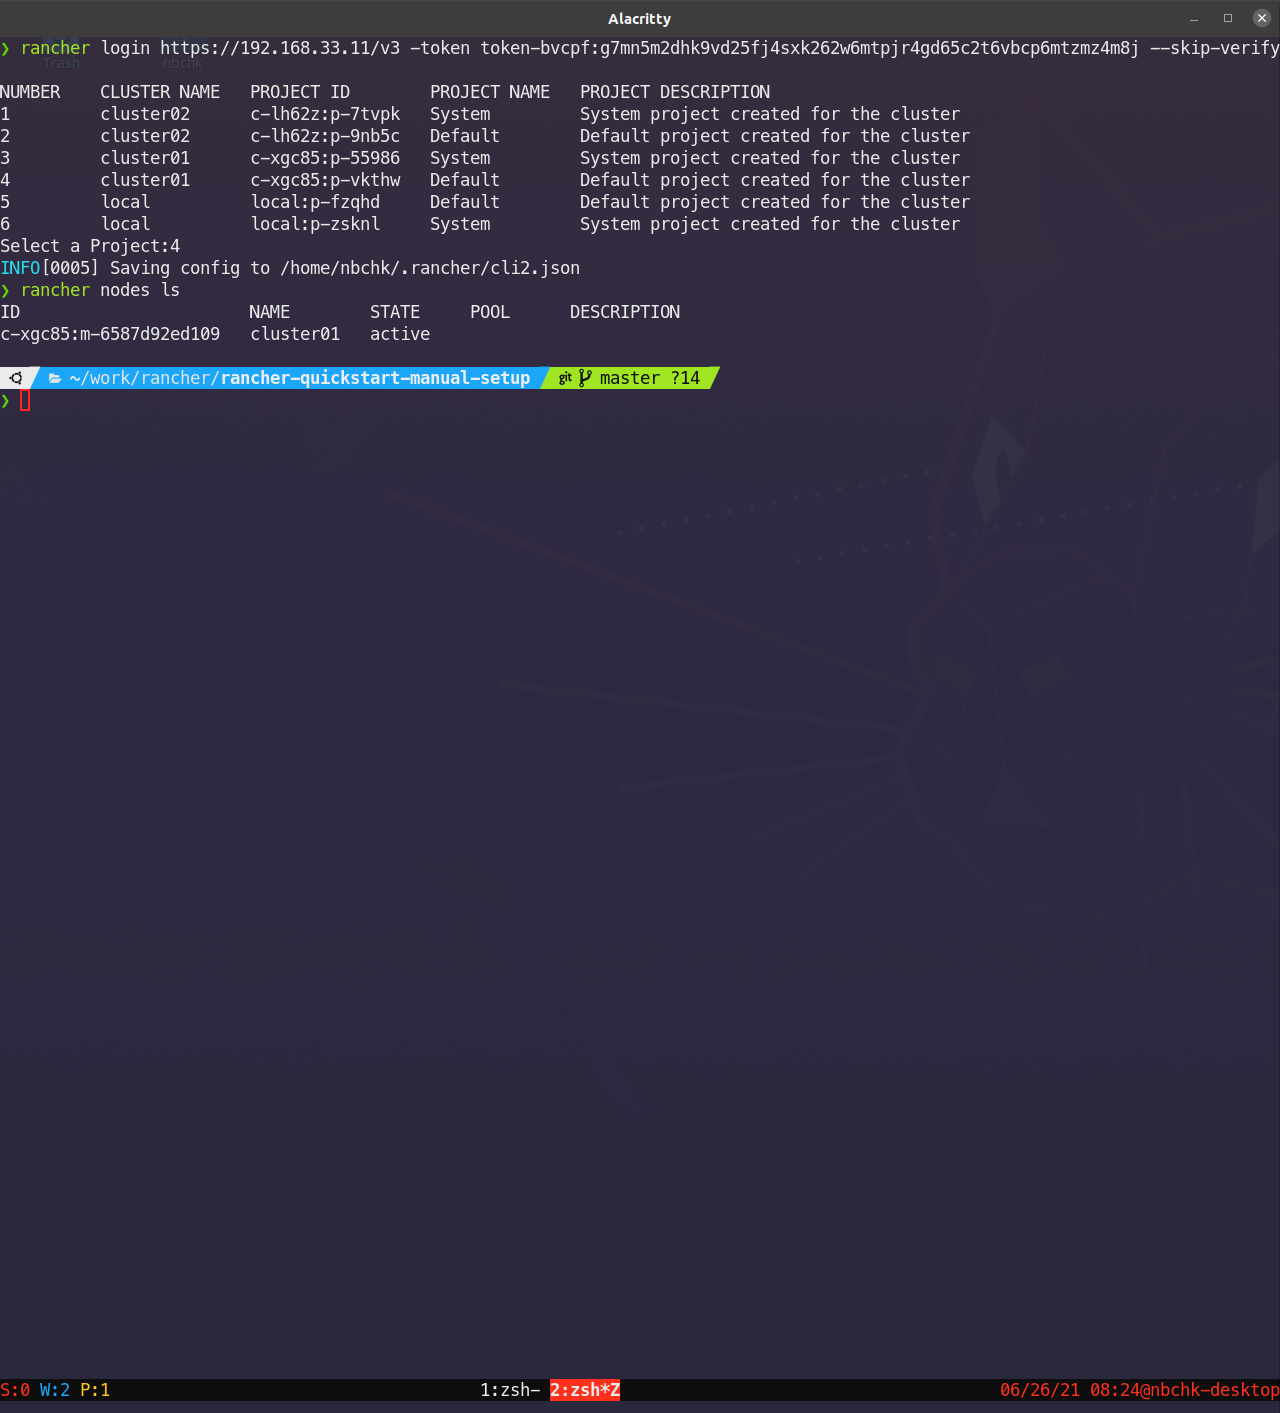 Alacritty
❯ rancher login https://192.168.33.11/v3 -token token-bvcpf:g7mn5m2dhk9vd25fj4sxk262w6mtpjr4gd65c2t6vbcp6mtzmz4m8j --skip-verify
Trash nbchk
NUMBER CLUSTER NAME PROJECT ID PROJECT NAME PROJECT DESCRIPTION
1 cluster02 c-lh62z:p-7tvpk System System project created for the cluster
2 cluster02 c-lh62z:p-9nb5c Default Default project created for the cluster
3 cluster01 c-xgc85:p-55986 System System project created for the cluster
4 cluster01 c-xgc85:p-vkthw Default Default project created for the cluster
5 local local:p-fzqhd Default Default project created for the cluster
6 local local:p-zsknl System System project created for the cluster
Select a Project:4
INFO[0005] Saving config to /home/nbchk/.rancher/cli2.json
❯ rancher nodes ls
ID NAME STATE POOL DESCRIPTION
c-xgc85:m-6587d92ed109 cluster01 active
~/work/rancher/rancher-quickstart-manual-setup git master ?14
❯
S:0 W:2 P:1 1:zsh- 2:zsh*Z 06/26/21 08:24@nbchk-desktop